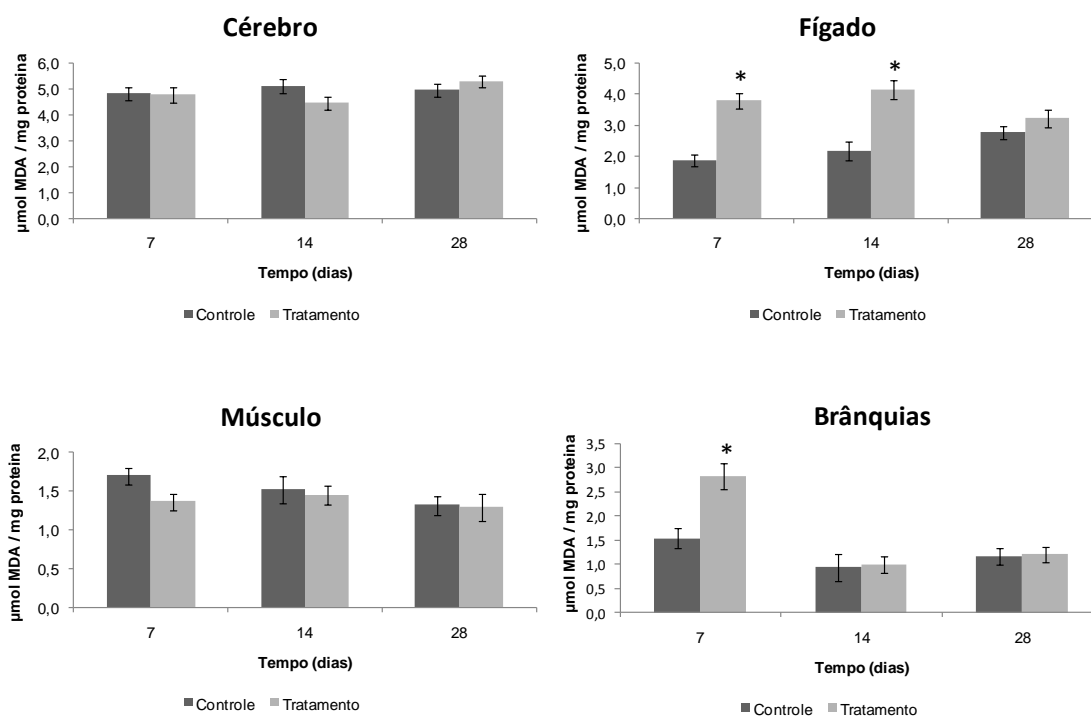 Cérebro
µmol MDA / mg proteina
6,0
5,0
4,0
3,0
2,0
1,0
0,0
7 14 28
Tempo (dias)
Controle Tratamento
Fígado
µmol MDA / mg proteina
5,0
4,0
3,0
2,0
1,0
0,0
* *
7 14 28
Tempo (dias)
Controle Tratamento
Músculo
µmol MDA / mg proteina
2,0
1,5
1,0
0,5
0,0
7 14 28
Tempo (dias)
Controle Tratamento
Brânquias
µmol MDA / mg proteina
3,5
3,0
2,5
2,0
1,5
1,0
0,5
0,0
*
7 14 28
Tempo (dias)
Controle Tratamento